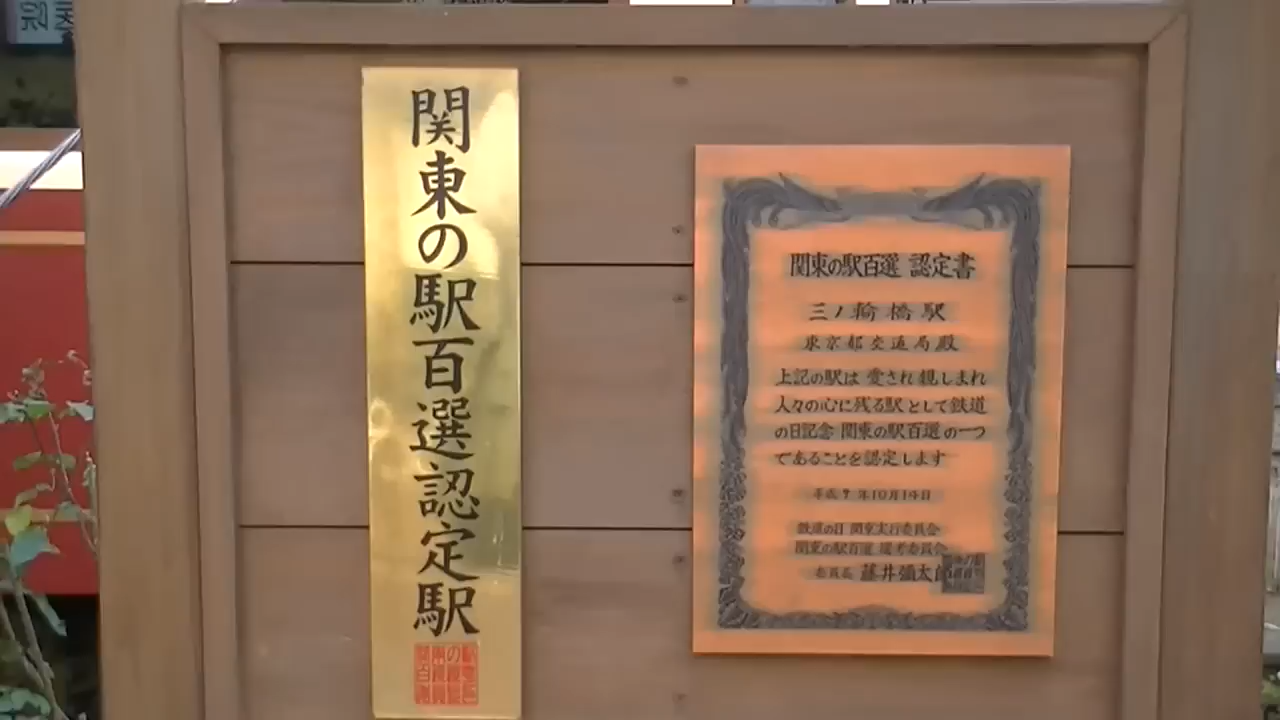 関東の駅百選認定駅
関東の駅百選 認定書
三ノ輪橋駅
東京都交通局殿
上記の駅は 愛され 親しまれ
人々の心に残る駅として鉄道
の日記念 関東の駅百選の一つ
であることを認定します
平成9年10月14日
鉄道の日 関東実行委員会
関東の駅百選 選考委員会
委員長 藤井彌太郎